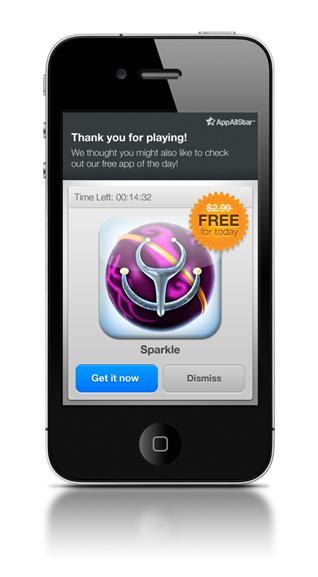 AppAllStar™
Thank you for playing!
We thought you might also like to check
out our free app of the day!
Time Left: 00:14:32
$2.99
FREE
for today
Sparkle
Get it now
Dismiss